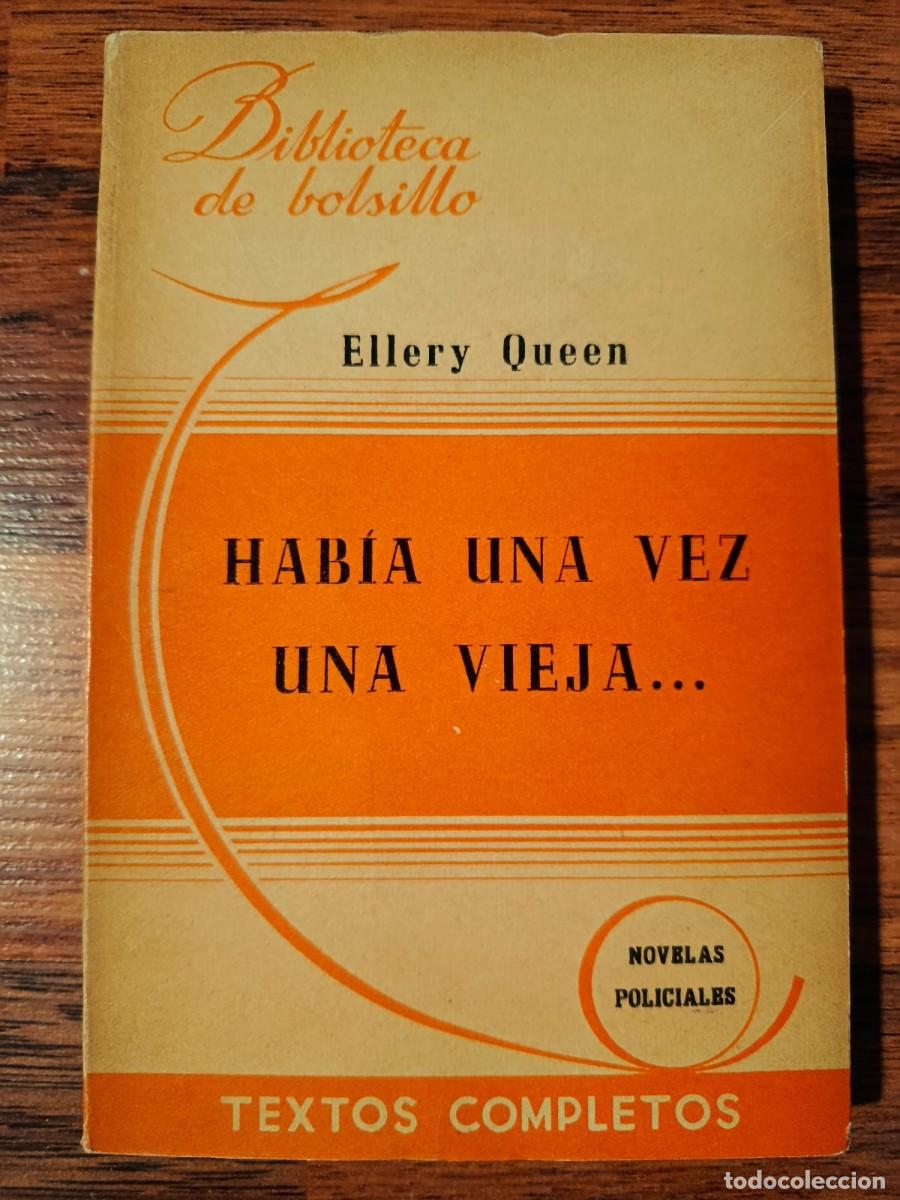 Biblioteca
de bolsillo
Ellery Queen
HABÍA UNA VEZ
UNA VIEJA...
NOVELAS
POLICIALES
TEXTOS COMPLETOS
todocoleccion